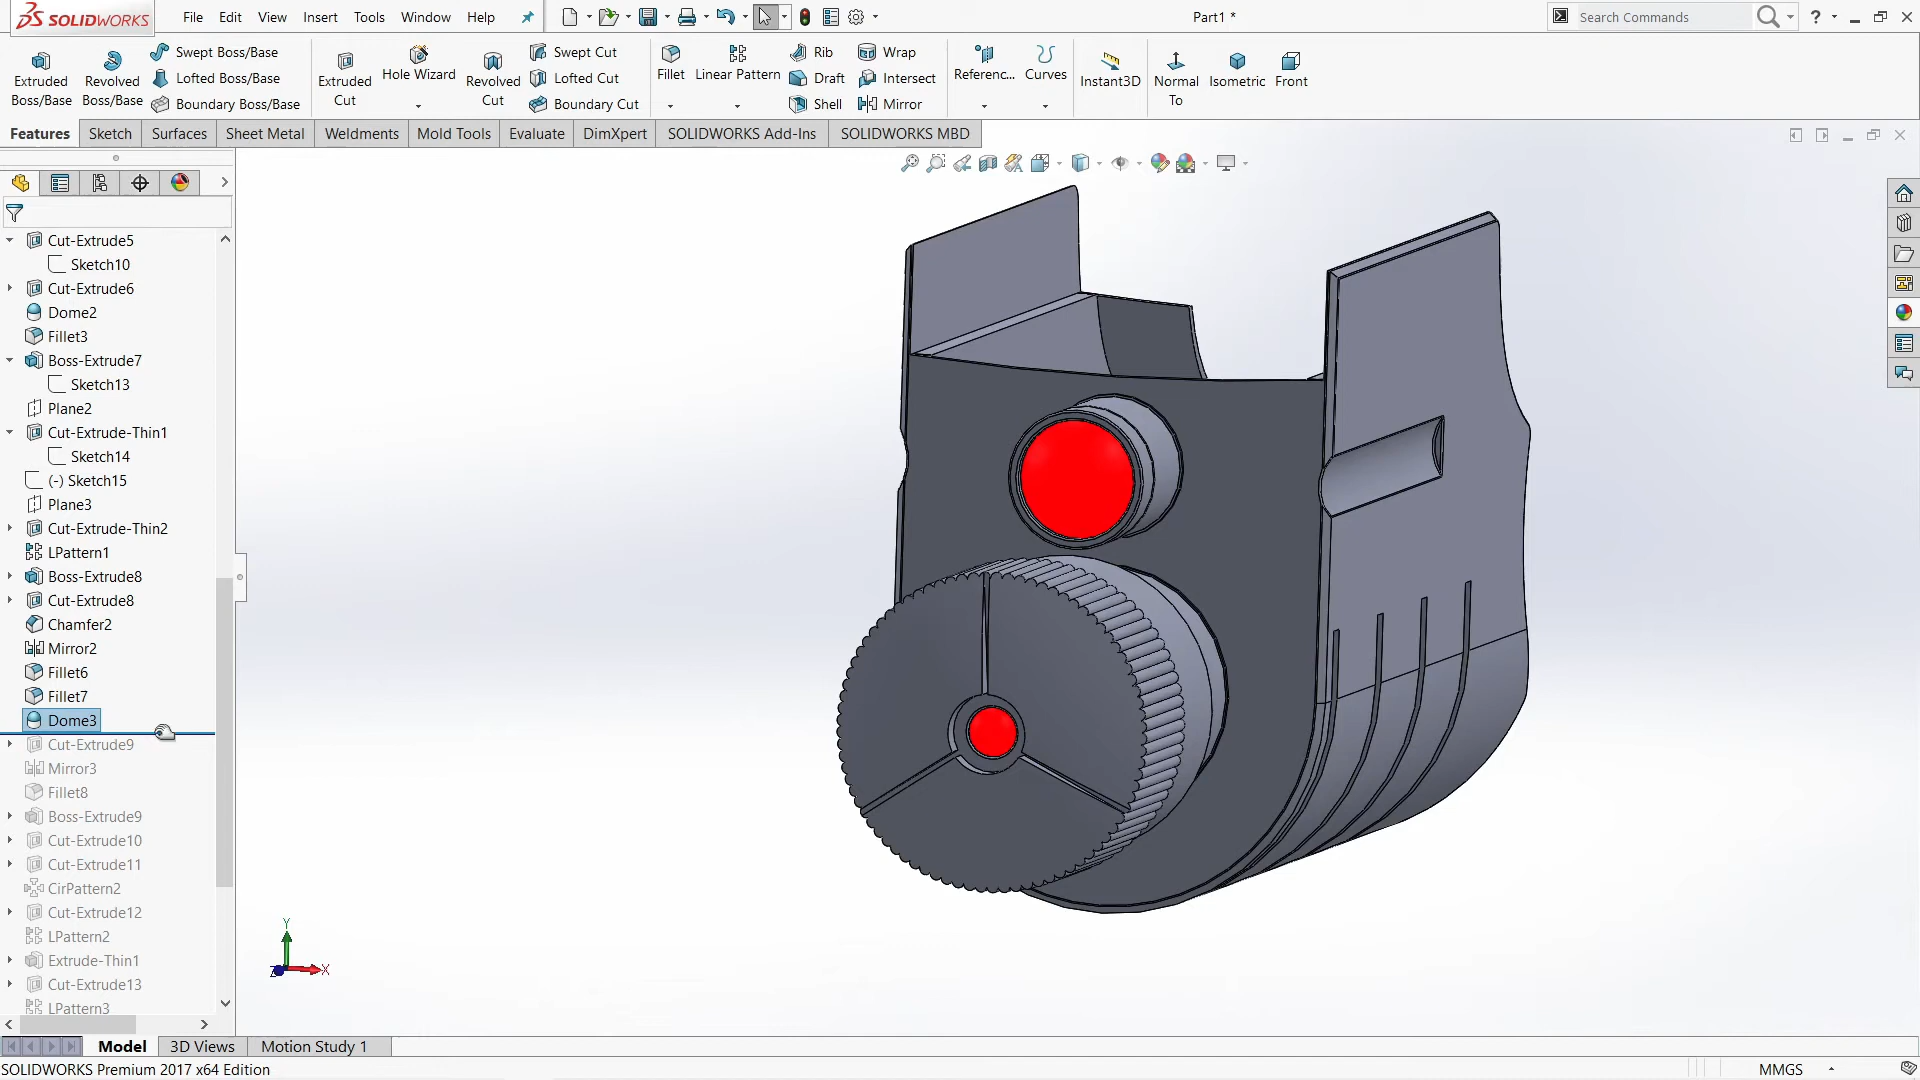 SOLIDWORKS File Edit View Insert Tools Window Help Part1 * Search Commands ?
Extruded Boss/Base
Revolved Boss/Base
Swept Boss/Base
Lofted Boss/Base
Boundary Boss/Base
Extruded Cut
Hole Wizard
Revolved Cut
Swept Cut
Lofted Cut
Boundary Cut
Fillet
Linear Pattern
Rib
Draft
Shell
Wrap
Intersect
Mirror
Referenc...
Curves
Instant3D
Normal To
Isometric
Front
Features Sketch Surfaces Sheet Metal Weldments Mold Tools Evaluate DimXpert SOLIDWORKS Add-Ins SOLIDWORKS MBD
Cut-Extrude5
Sketch10
Cut-Extrude6
Dome2
Fillet3
Boss-Extrude7
Sketch13
Plane2
Cut-Extrude-Thin1
Sketch14
(-) Sketch15
Plane3
Cut-Extrude-Thin2
LPattern1
Boss-Extrude8
Cut-Extrude8
Chamfer2
Mirror2
Fillet6
Fillet7
Dome3
Cut-Extrude9
Mirror3
Fillet8
Boss-Extrude9
Cut-Extrude10
Cut-Extrude11
CirPattern2
Cut-Extrude12
LPattern2
Extrude-Thin1
Cut-Extrude13
LPattern3
Y
Z X
Model 3D Views Motion Study 1
SOLIDWORKS Premium 2017 x64 Edition MMGS